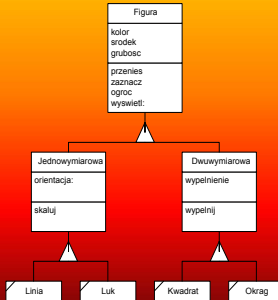 Figura
kolor
srodek
grubosc
przenies
zaznacz
ogroc
wyswietl:
Jednowymiarowa
orientacja:
skaluj
Dwuwymiarowa
wypelnienie
wypelnij
Linia
Luk
Kwadrat
Okrag